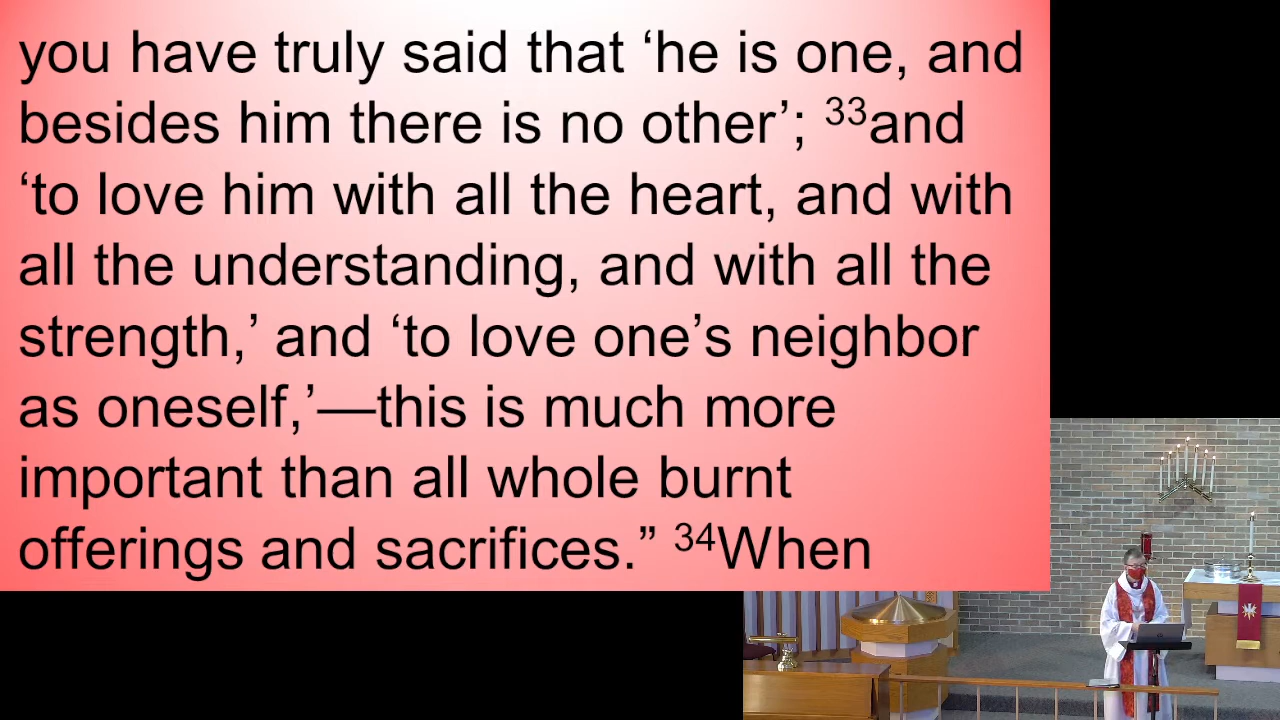 you have truly said that ‘he is one, and
besides him there is no other’; ³³and
‘to love him with all the heart, and with
all the understanding, and with all the
strength,’ and ‘to love one’s neighbor
as oneself,’—this is much more
important than all whole burnt
offerings and sacrifices.” ³⁴When